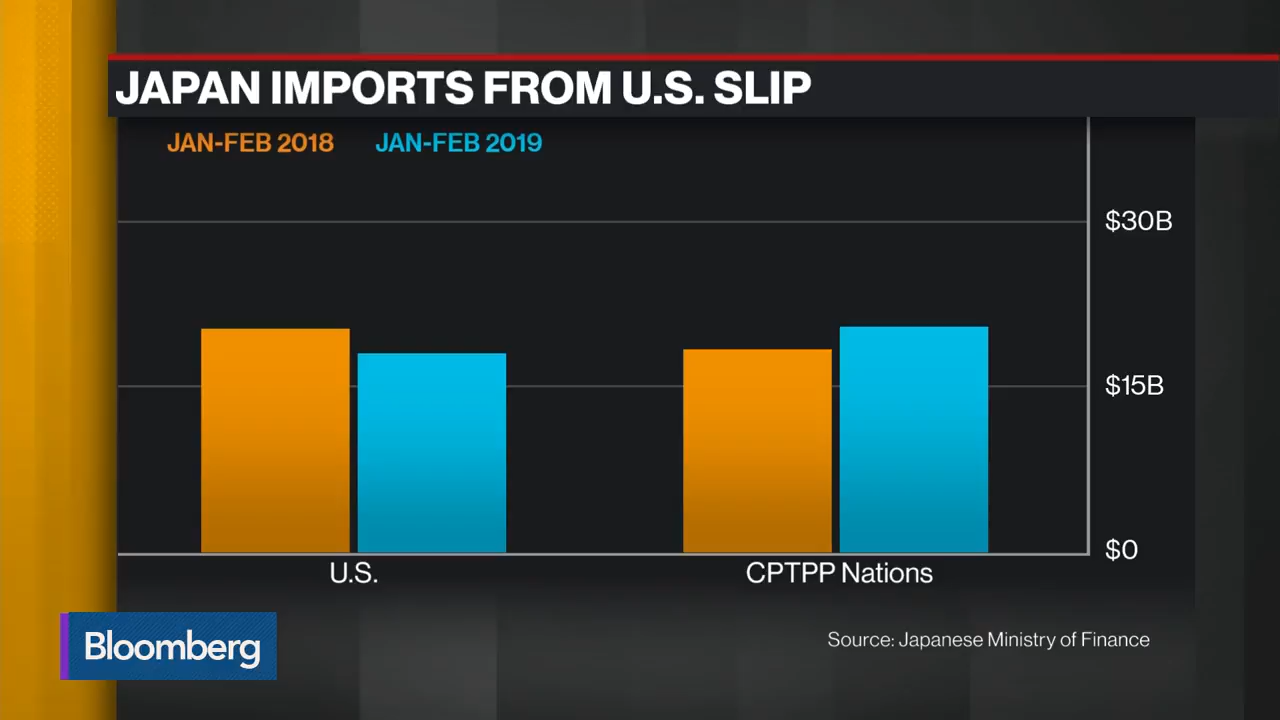 JAPAN IMPORTS FROM U.S. SLIP
JAN-FEB 2018 JAN-FEB 2019
$30B
$15B
$0
U.S. CPTPP Nations
Bloomberg
Source: Japanese Ministry of Finance